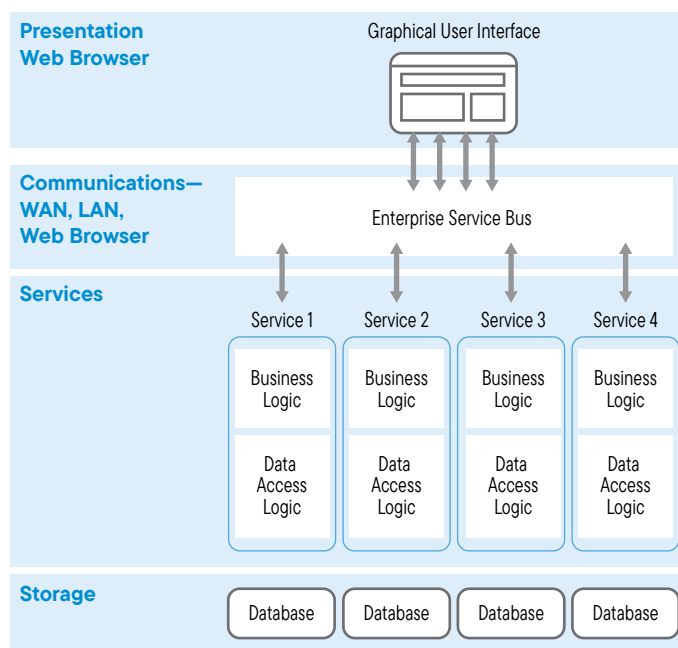 Presentation
Web Browser
Graphical User Interface
Communications—
WAN, LAN,
Web Browser
Enterprise Service Bus
Services
Service 1
Service 2
Service 3
Service 4
Business
Logic
Business
Logic
Business
Logic
Business
Logic
Data
Access
Logic
Data
Access
Logic
Data
Access
Logic
Data
Access
Logic
Storage
Database
Database
Database
Database